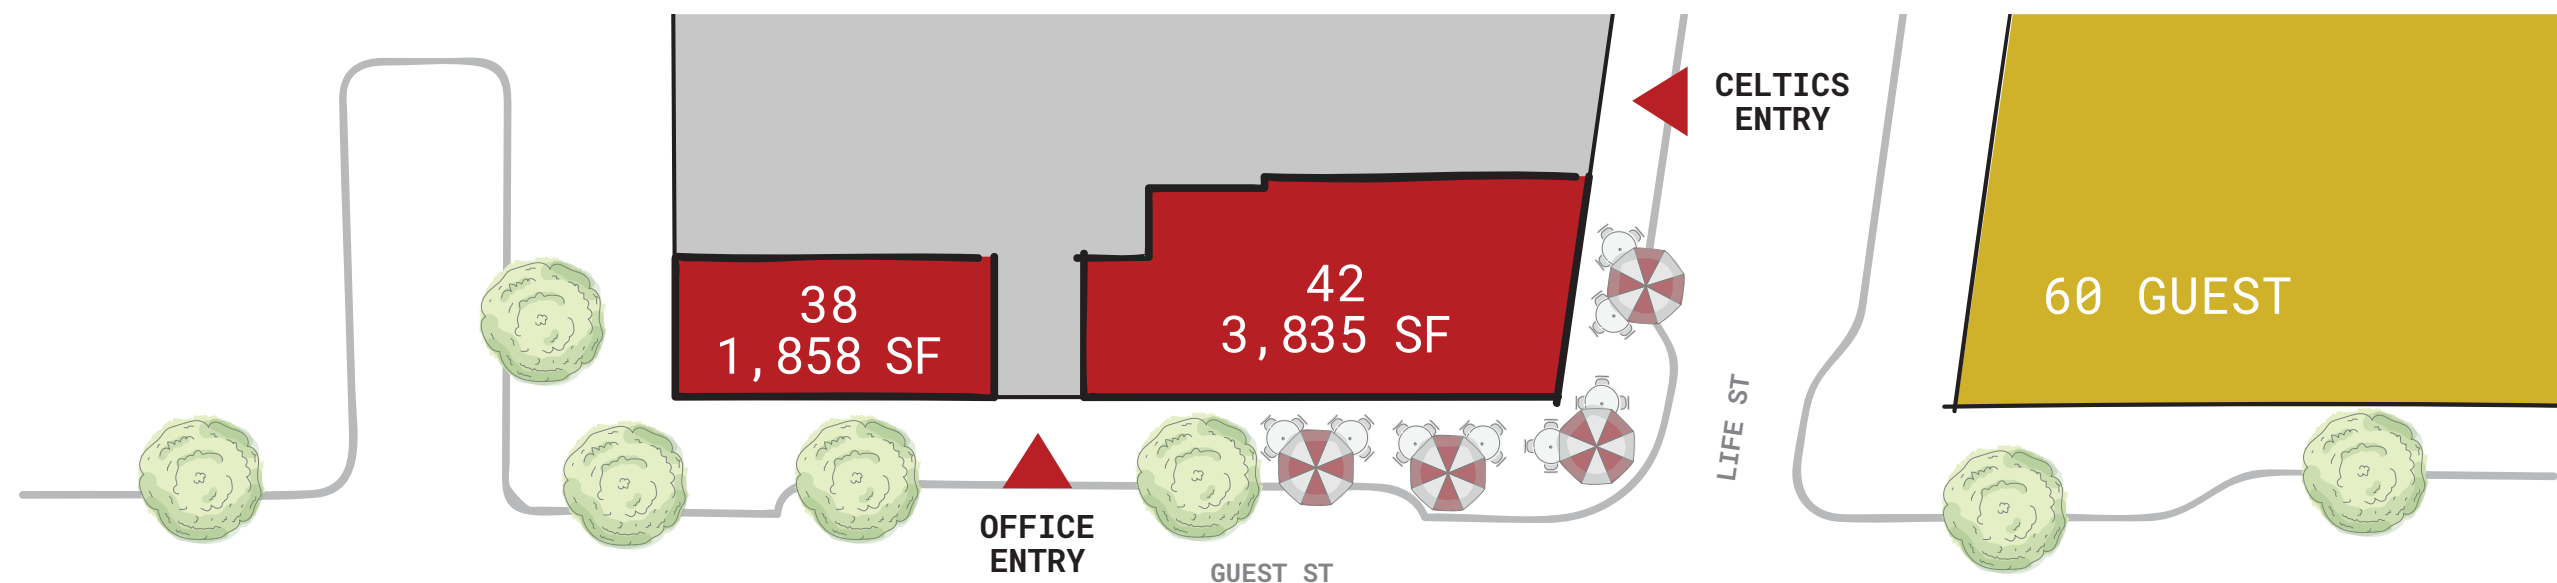 CELTICS
ENTRY
38
1,858 SF
42
3,835 SF
60 GUEST
LIFE ST
OFFICE
ENTRY
GUEST ST